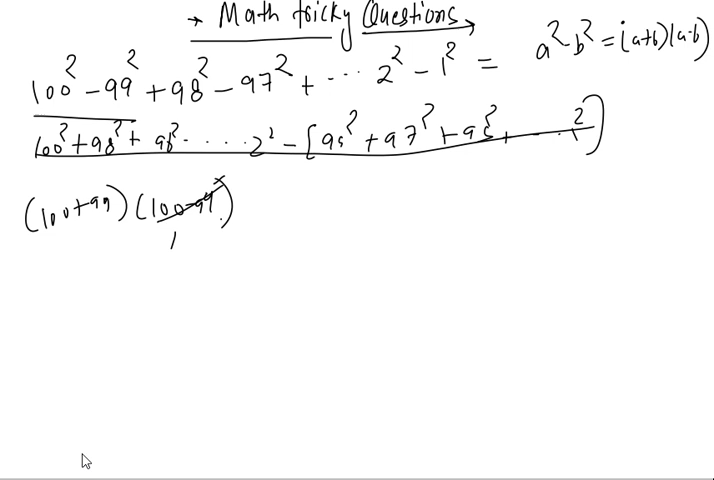 → Math tricky Questions
100² - 99² + 98² - 97² + ... 2² - 1² = a² b² = (a+b)(a-b)
100² + 98² + 96² ..... 2² - [99² + 97² + 95² + ... 1²)
(100+99) (100-99)
1